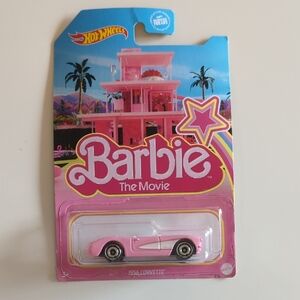 HOT WHEELS
Barbie
The Movie
1956 CORVETTE